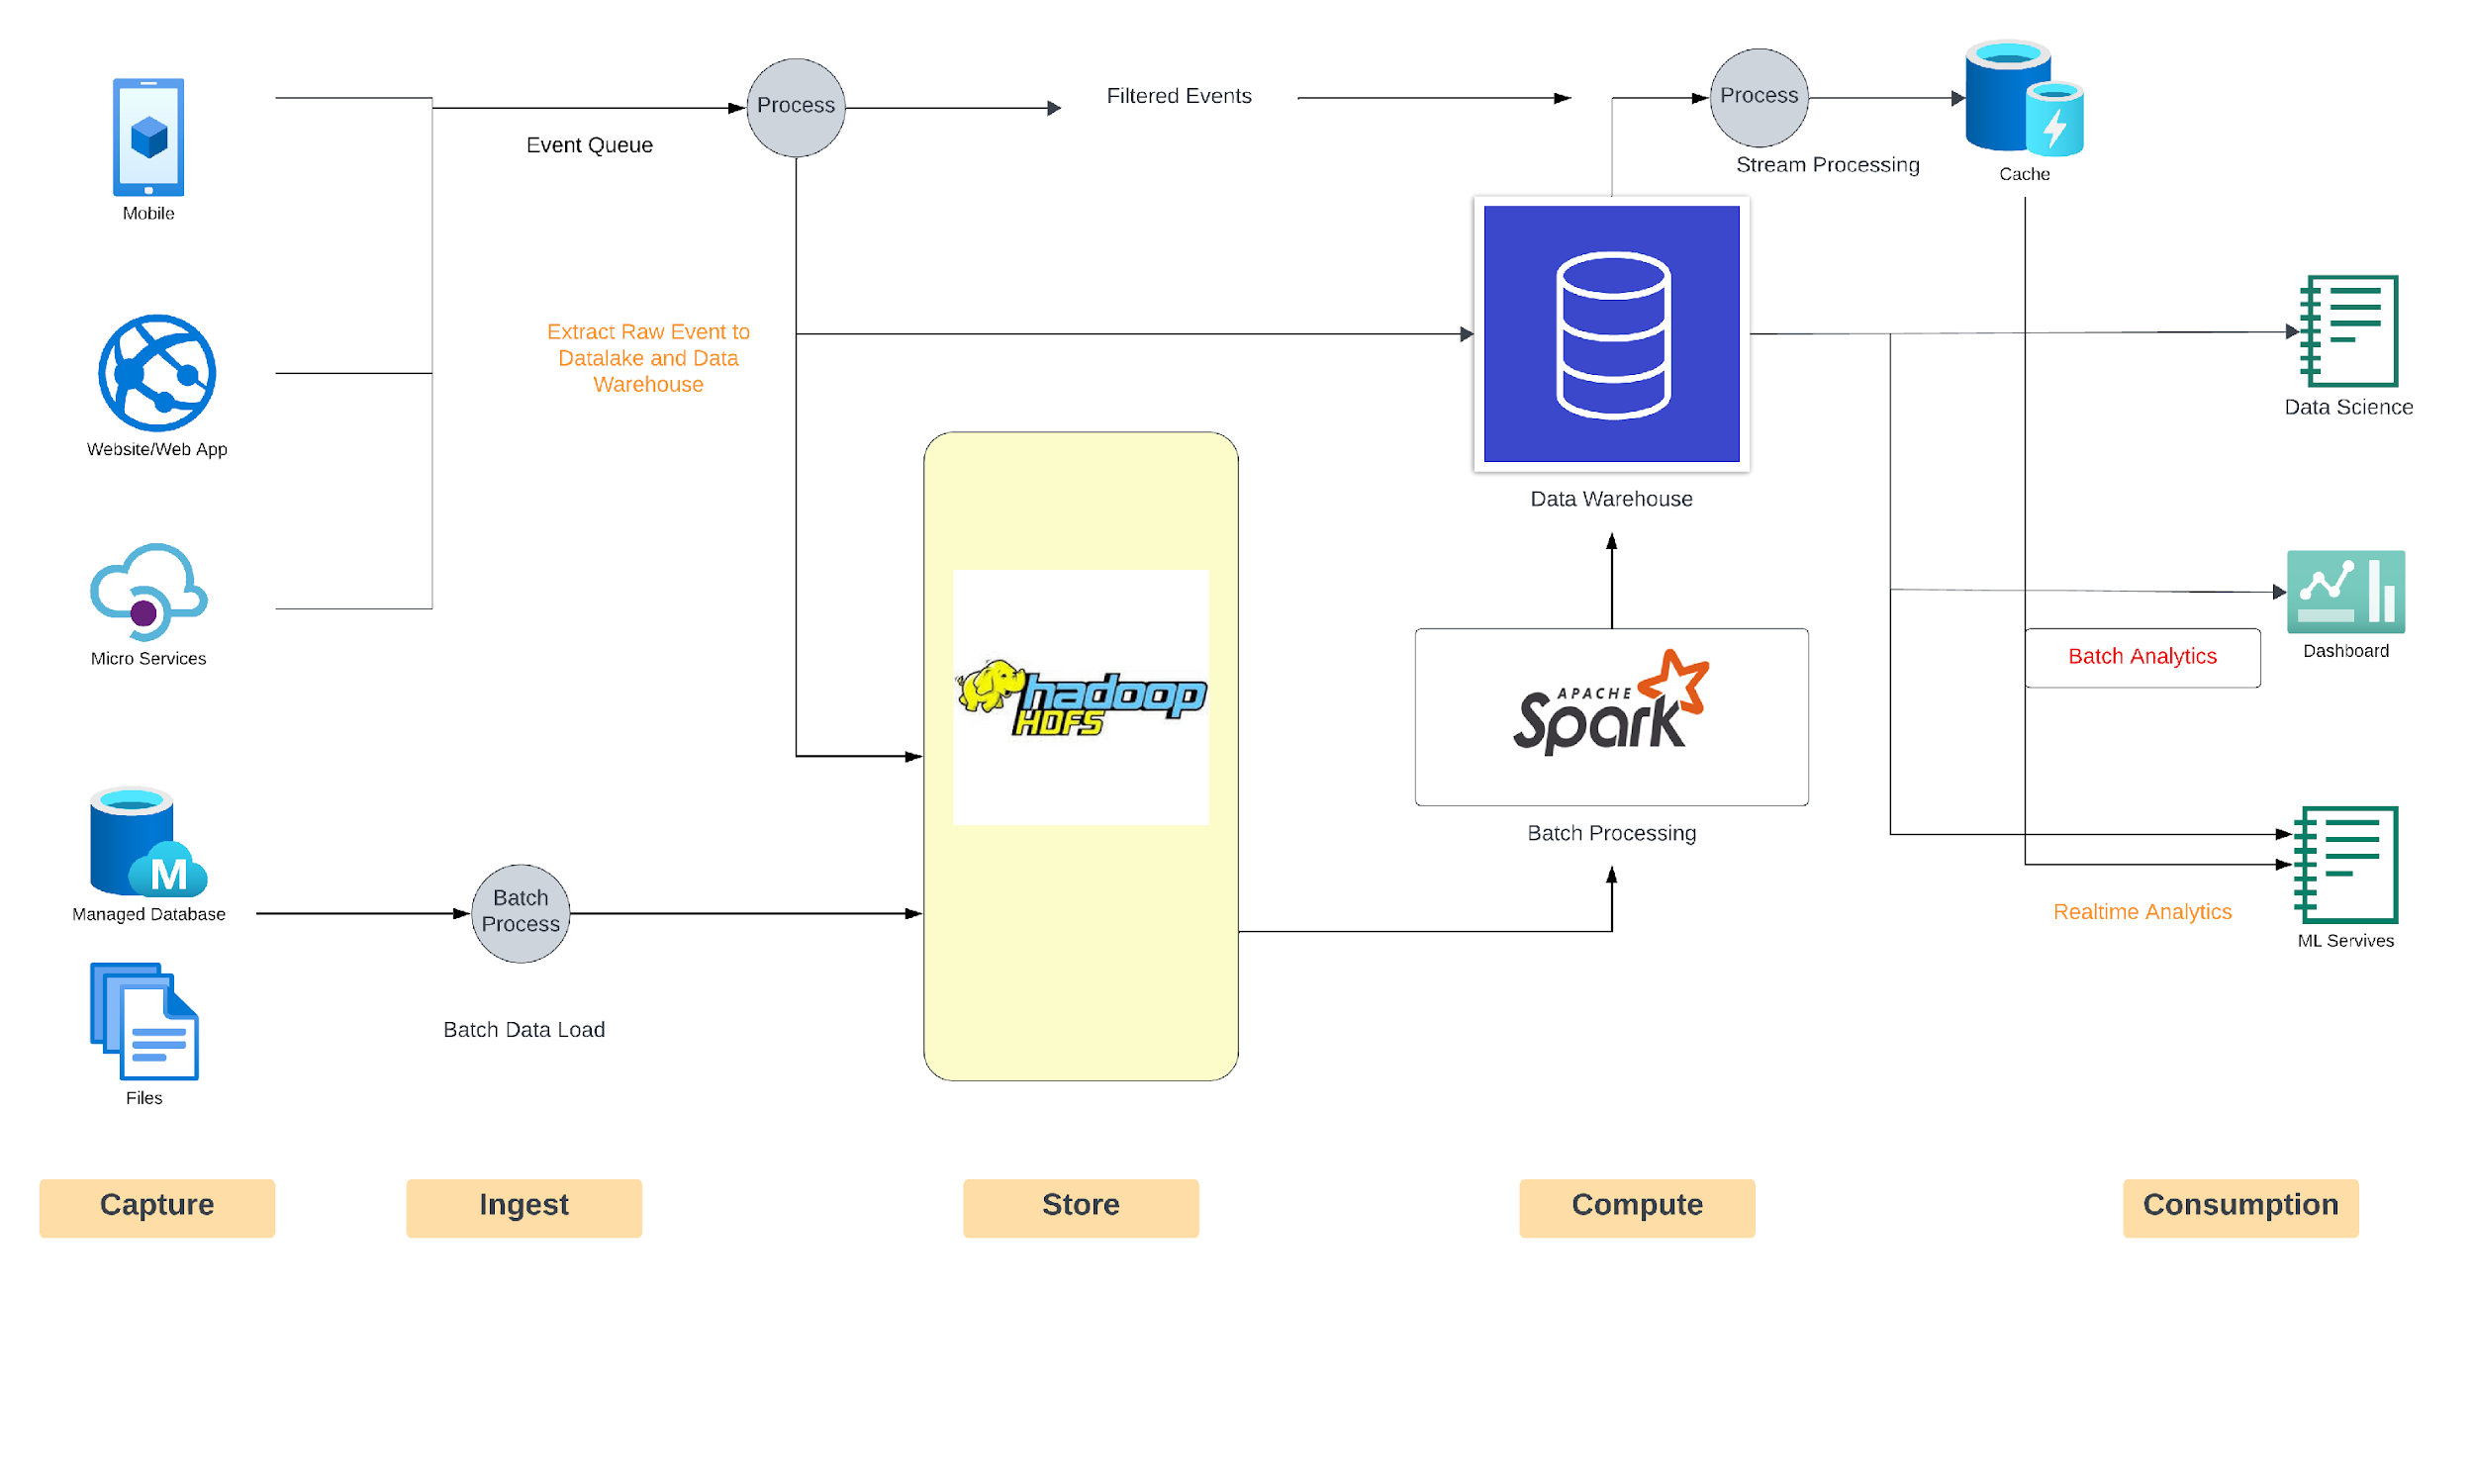 Process
Filtered Events
Process
Event Queue
Stream Processing
Cache
Mobile
Extract Raw Event to
Datalake and Data
Warehouse
Website/Web App
Data Science
Data Warehouse
Micro Services
hadoop
HDFS
APACHE
Spark
Batch Analytics
Dashboard
Batch Processing
M
Managed Database
Batch
Process
Realtime Analytics
ML Servives
Batch Data Load
Files
Capture
Ingest
Store
Compute
Consumption